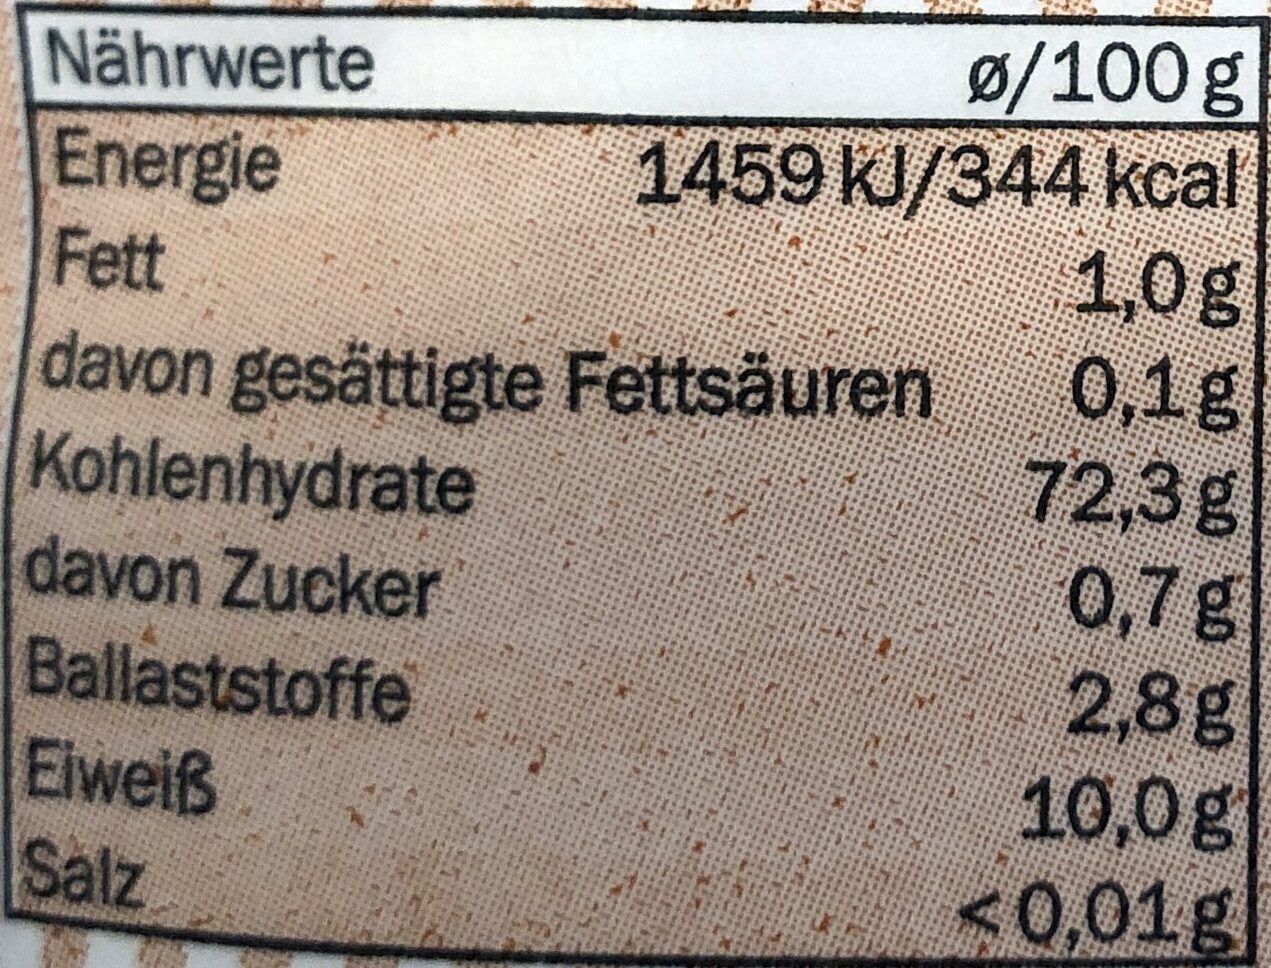 Nährwerte ø/100 g
Energie 1459 kJ/344 kcal
Fett 1,0 g
davon gesättigte Fettsäuren 0,1 g
Kohlenhydrate 72,3 g
davon Zucker 0,7 g
Ballaststoffe 2,8 g
Eiweiß 10,0 g
Salz < 0,01 g